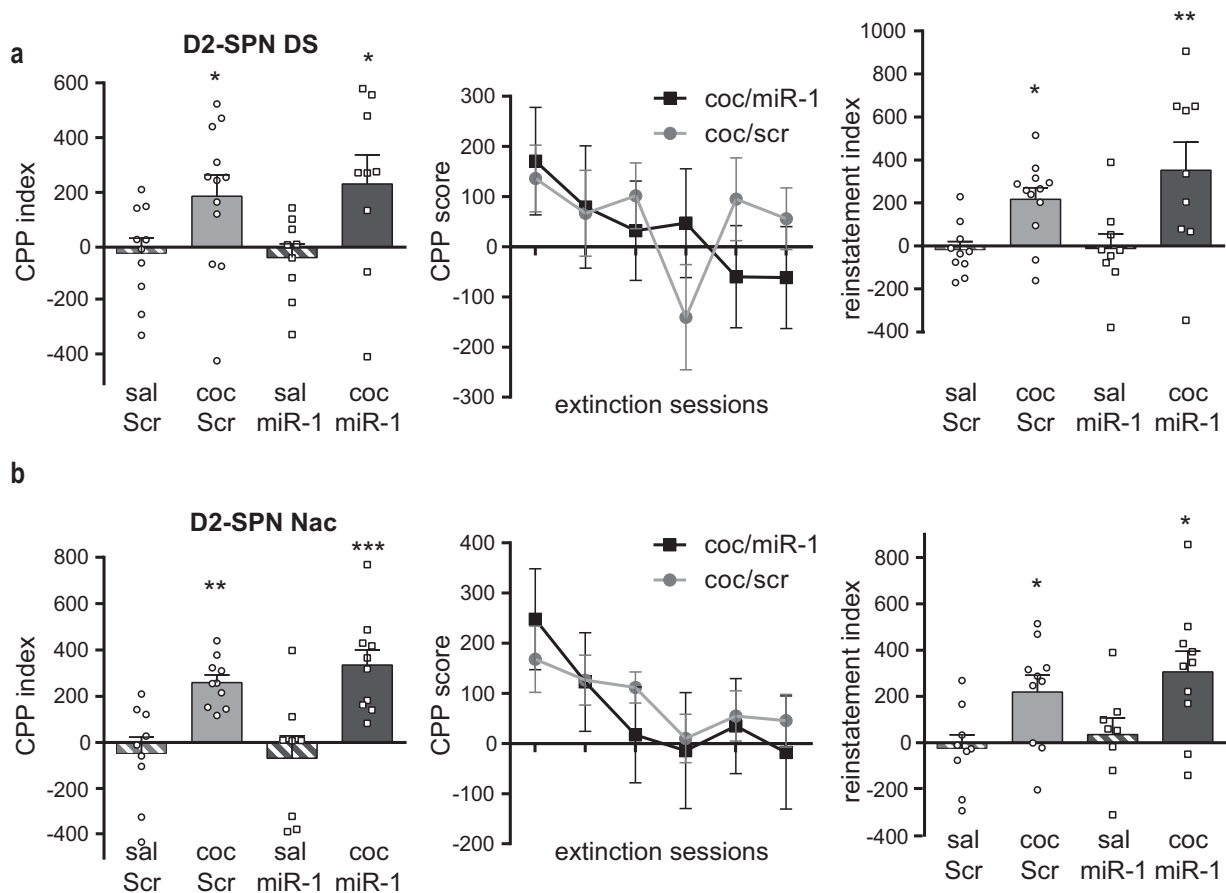 a
D2-SPN DS
*
*
600
400
200
0
-200
-400
CPP index
sal
Scr
coc
Scr
sal
miR-1
coc
miR-1
coc/miR-1
coc/scr
300
200
100
0
-100
-200
-300
CPP score
extinction sessions
**
*
1000
800
600
400
200
0
-200
-400
reinstatement index
sal
Scr
coc
Scr
sal
miR-1
coc
miR-1
b
D2-SPN Nac
**
***
800
600
400
200
0
-200
-400
CPP index
sal
Scr
coc
Scr
sal
miR-1
coc
miR-1
coc/miR-1
coc/scr
400
300
200
100
0
-100
-200
CPP score
extinction sessions
*
*
800
600
400
200
0
-200
-400
reinstatement index
sal
Scr
coc
Scr
sal
miR-1
coc
miR-1